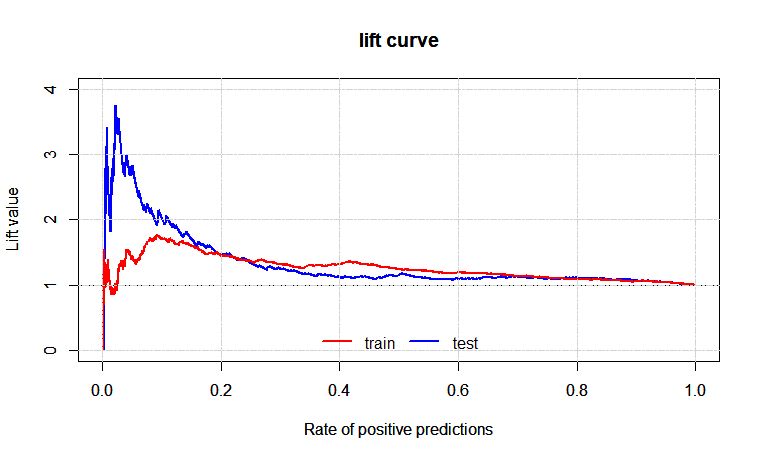 lift curve
Lift value
4
3
2
1
0
train
test
0.0 0.2 0.4 0.6 0.8 1.0
Rate of positive predictions